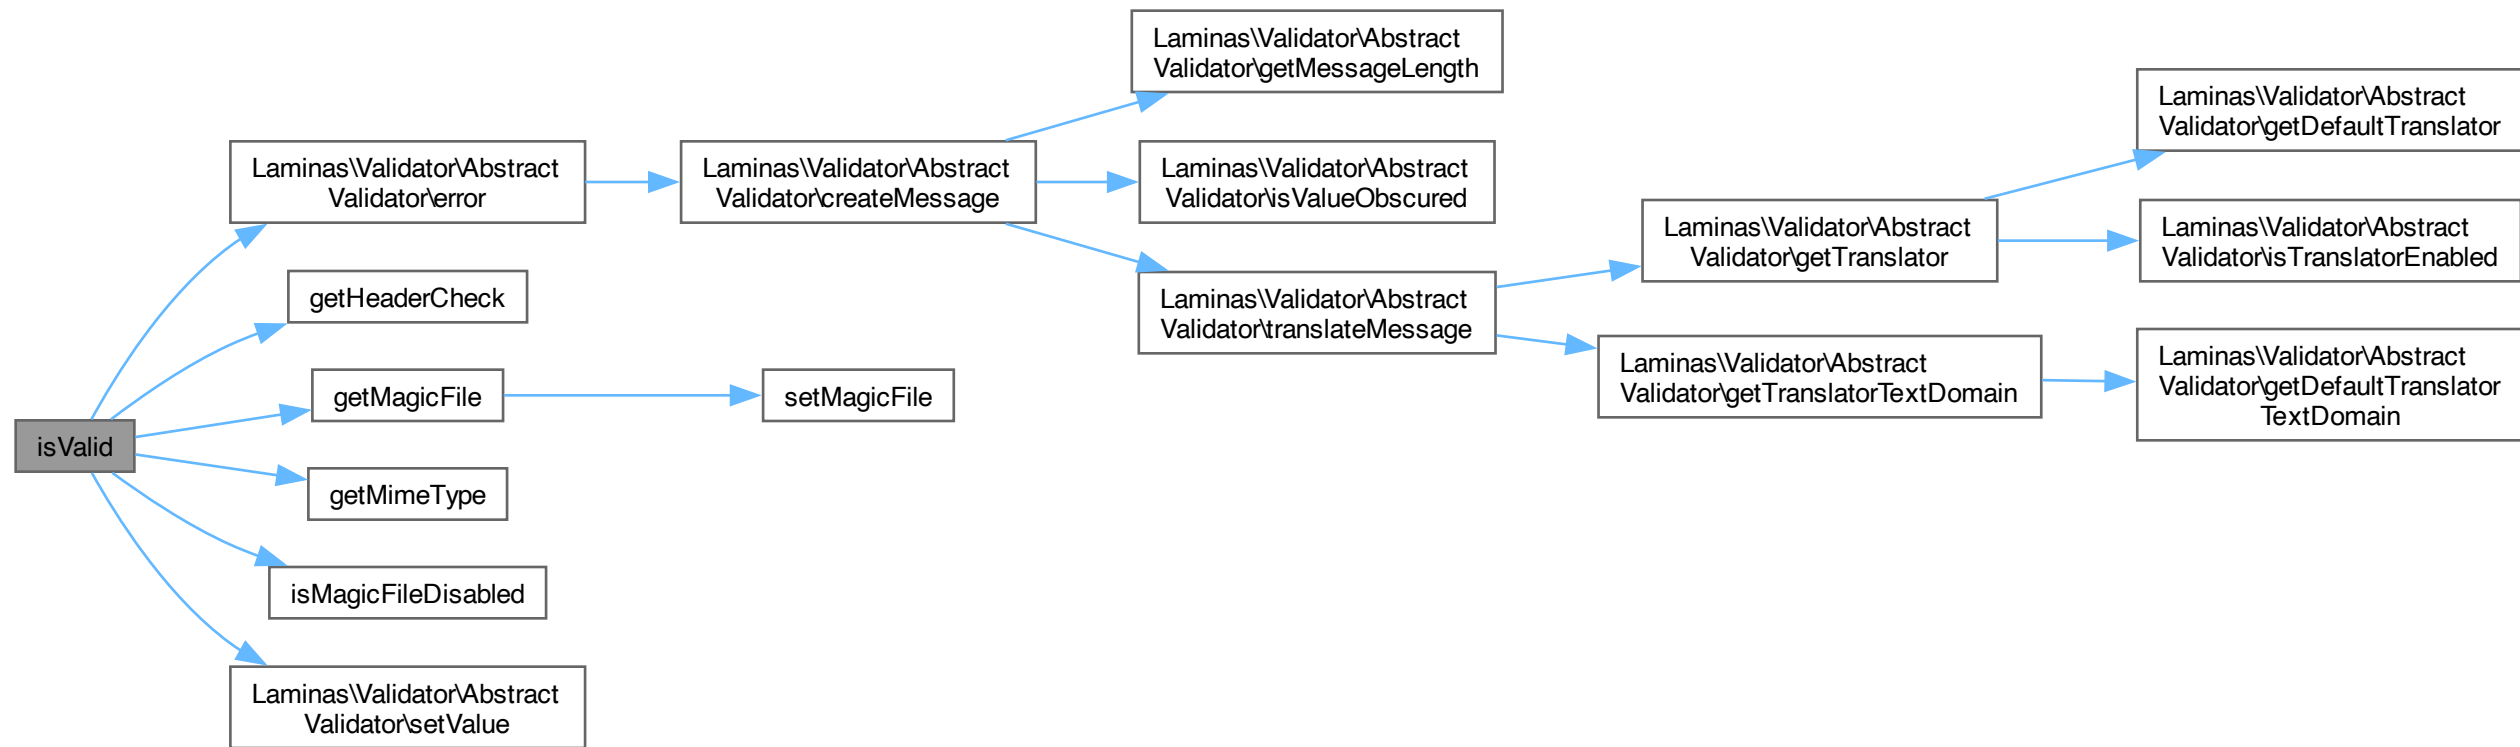 isValid
Laminas\Validator\Abstract
Validator\error
getHeaderCheck
getMagicFile
getMimeType
isMagicFileDisabled
Laminas\Validator\Abstract
Validator\setValue
Laminas\Validator\Abstract
Validator\createMessage
setMagicFile
Laminas\Validator\Abstract
Validator\getMessageLength
Laminas\Validator\Abstract
Validator\isValueObscured
Laminas\Validator\Abstract
Validator\translateMessage
Laminas\Validator\Abstract
Validator\getTranslator
Laminas\Validator\Abstract
Validator\getTranslatorTextDomain
Laminas\Validator\Abstract
Validator\getDefaultTranslator
Laminas\Validator\Abstract
Validator\isTranslatorEnabled
Laminas\Validator\Abstract
Validator\getDefaultTranslator
TextDomain